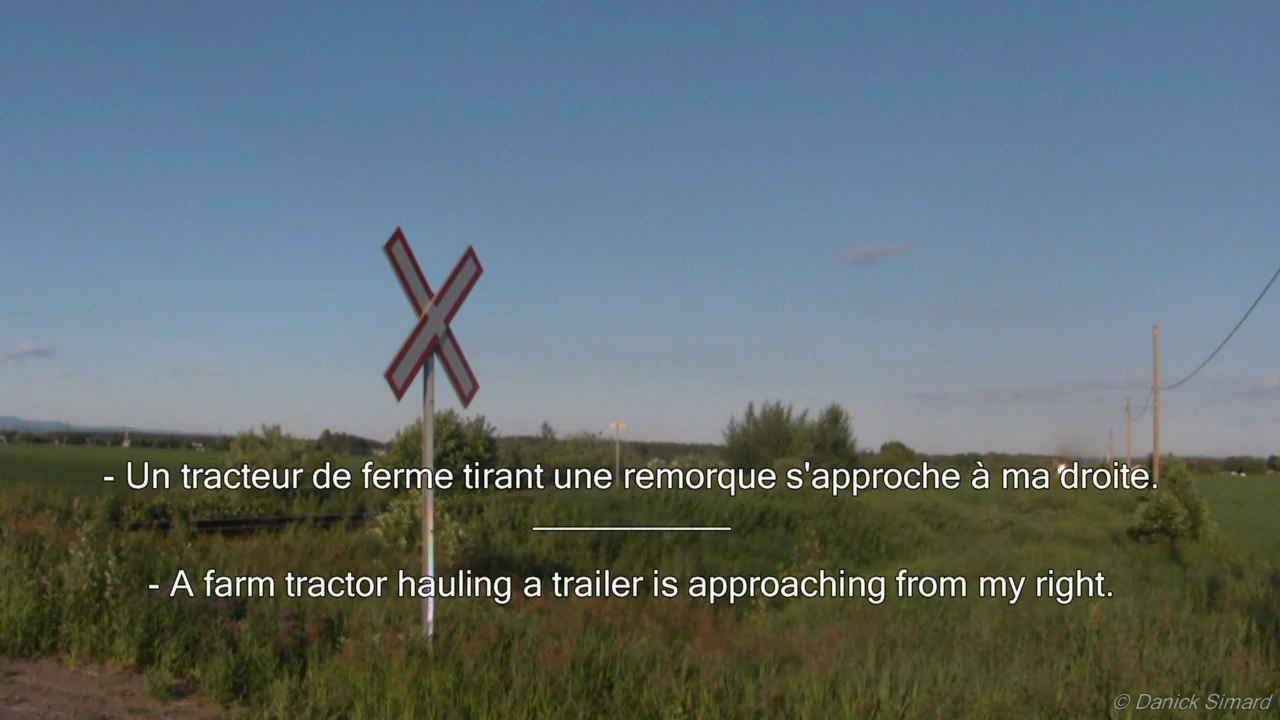 - Un tracteur de ferme tirant une remorque s'approche à ma droite.
- A farm tractor hauling a trailer is approaching from my right.
© Danick Simard